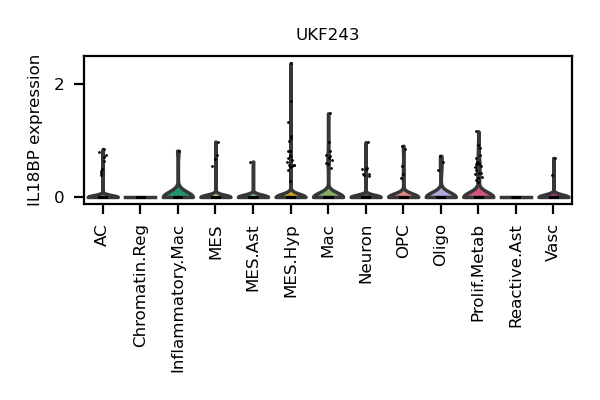 UKF243
IL18BP expression
2
0
AC
Chromatin.Reg
Inflammatory.Mac
MES
MES.Ast
MES.Hyp
Mac
Neuron
OPC
Oligo
Prolif.Metab
Reactive.Ast
Vasc